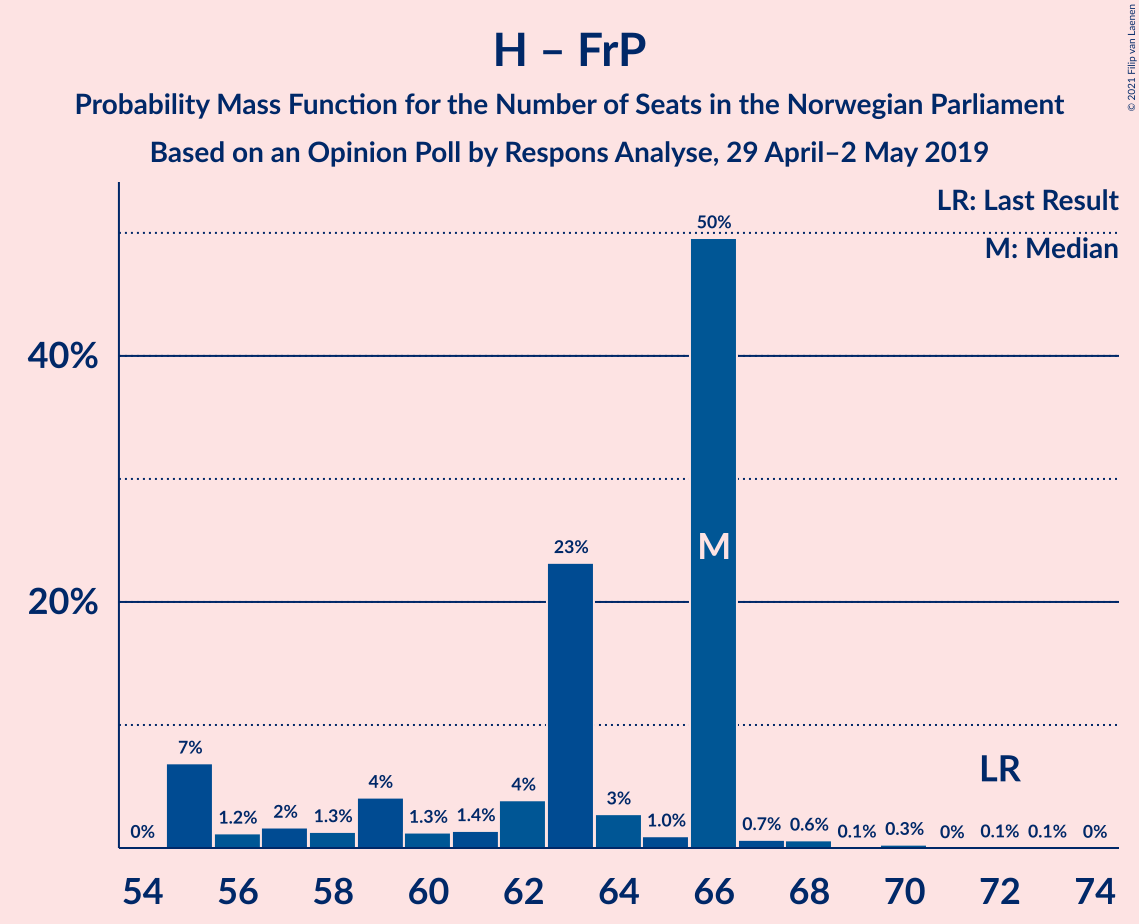 H – FrP
Probability Mass Function for the Number of Seats in the Norwegian Parliament
Based on an Opinion Poll by Respons Analyse, 29 April–2 May 2019
© 2021 Filip van Laenen
LR: Last Result
M: Median
40%
20%
0%
7%
1.2%
2%
1.3%
4%
1.3%
1.4%
4%
23%
3%
1.0%
50%
M
0.7%
0.6%
0.1%
0.3%
0%
0.1%
0.1%
0%
LR
54 56 58 60 62 64 66 68 70 72 74